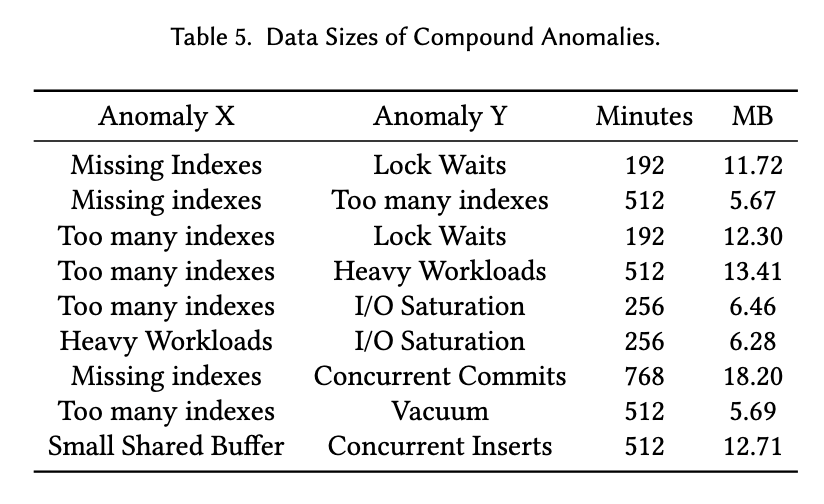 Table 5. Data Sizes of Compound Anomalies.
Anomaly X Anomaly Y Minutes MB
Missing Indexes Lock Waits 192 11.72
Missing indexes Too many indexes 512 5.67
Too many indexes Lock Waits 192 12.30
Too many indexes Heavy Workloads 512 13.41
Too many indexes I/O Saturation 256 6.46
Heavy Workloads I/O Saturation 256 6.28
Missing indexes Concurrent Commits 768 18.20
Too many indexes Vacuum 512 5.69
Small Shared Buffer Concurrent Inserts 512 12.71